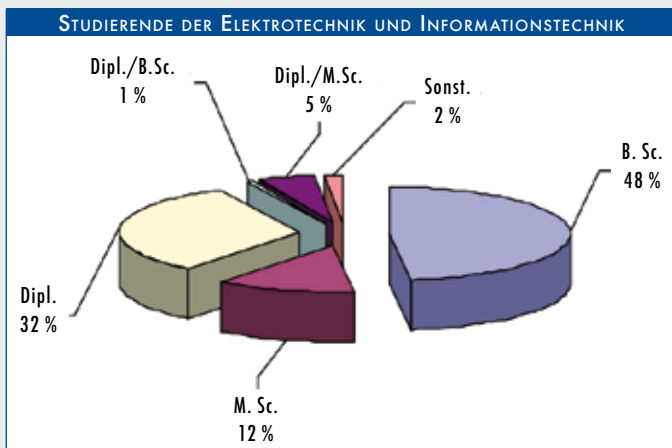 Studierende der Elektrotechnik und Informationstechnik
Dipl./B.Sc.
1 %
Dipl./M.Sc.
5 %
Sonst.
2 %
B. Sc.
48 %
Dipl.
32 %
M. Sc.
12 %